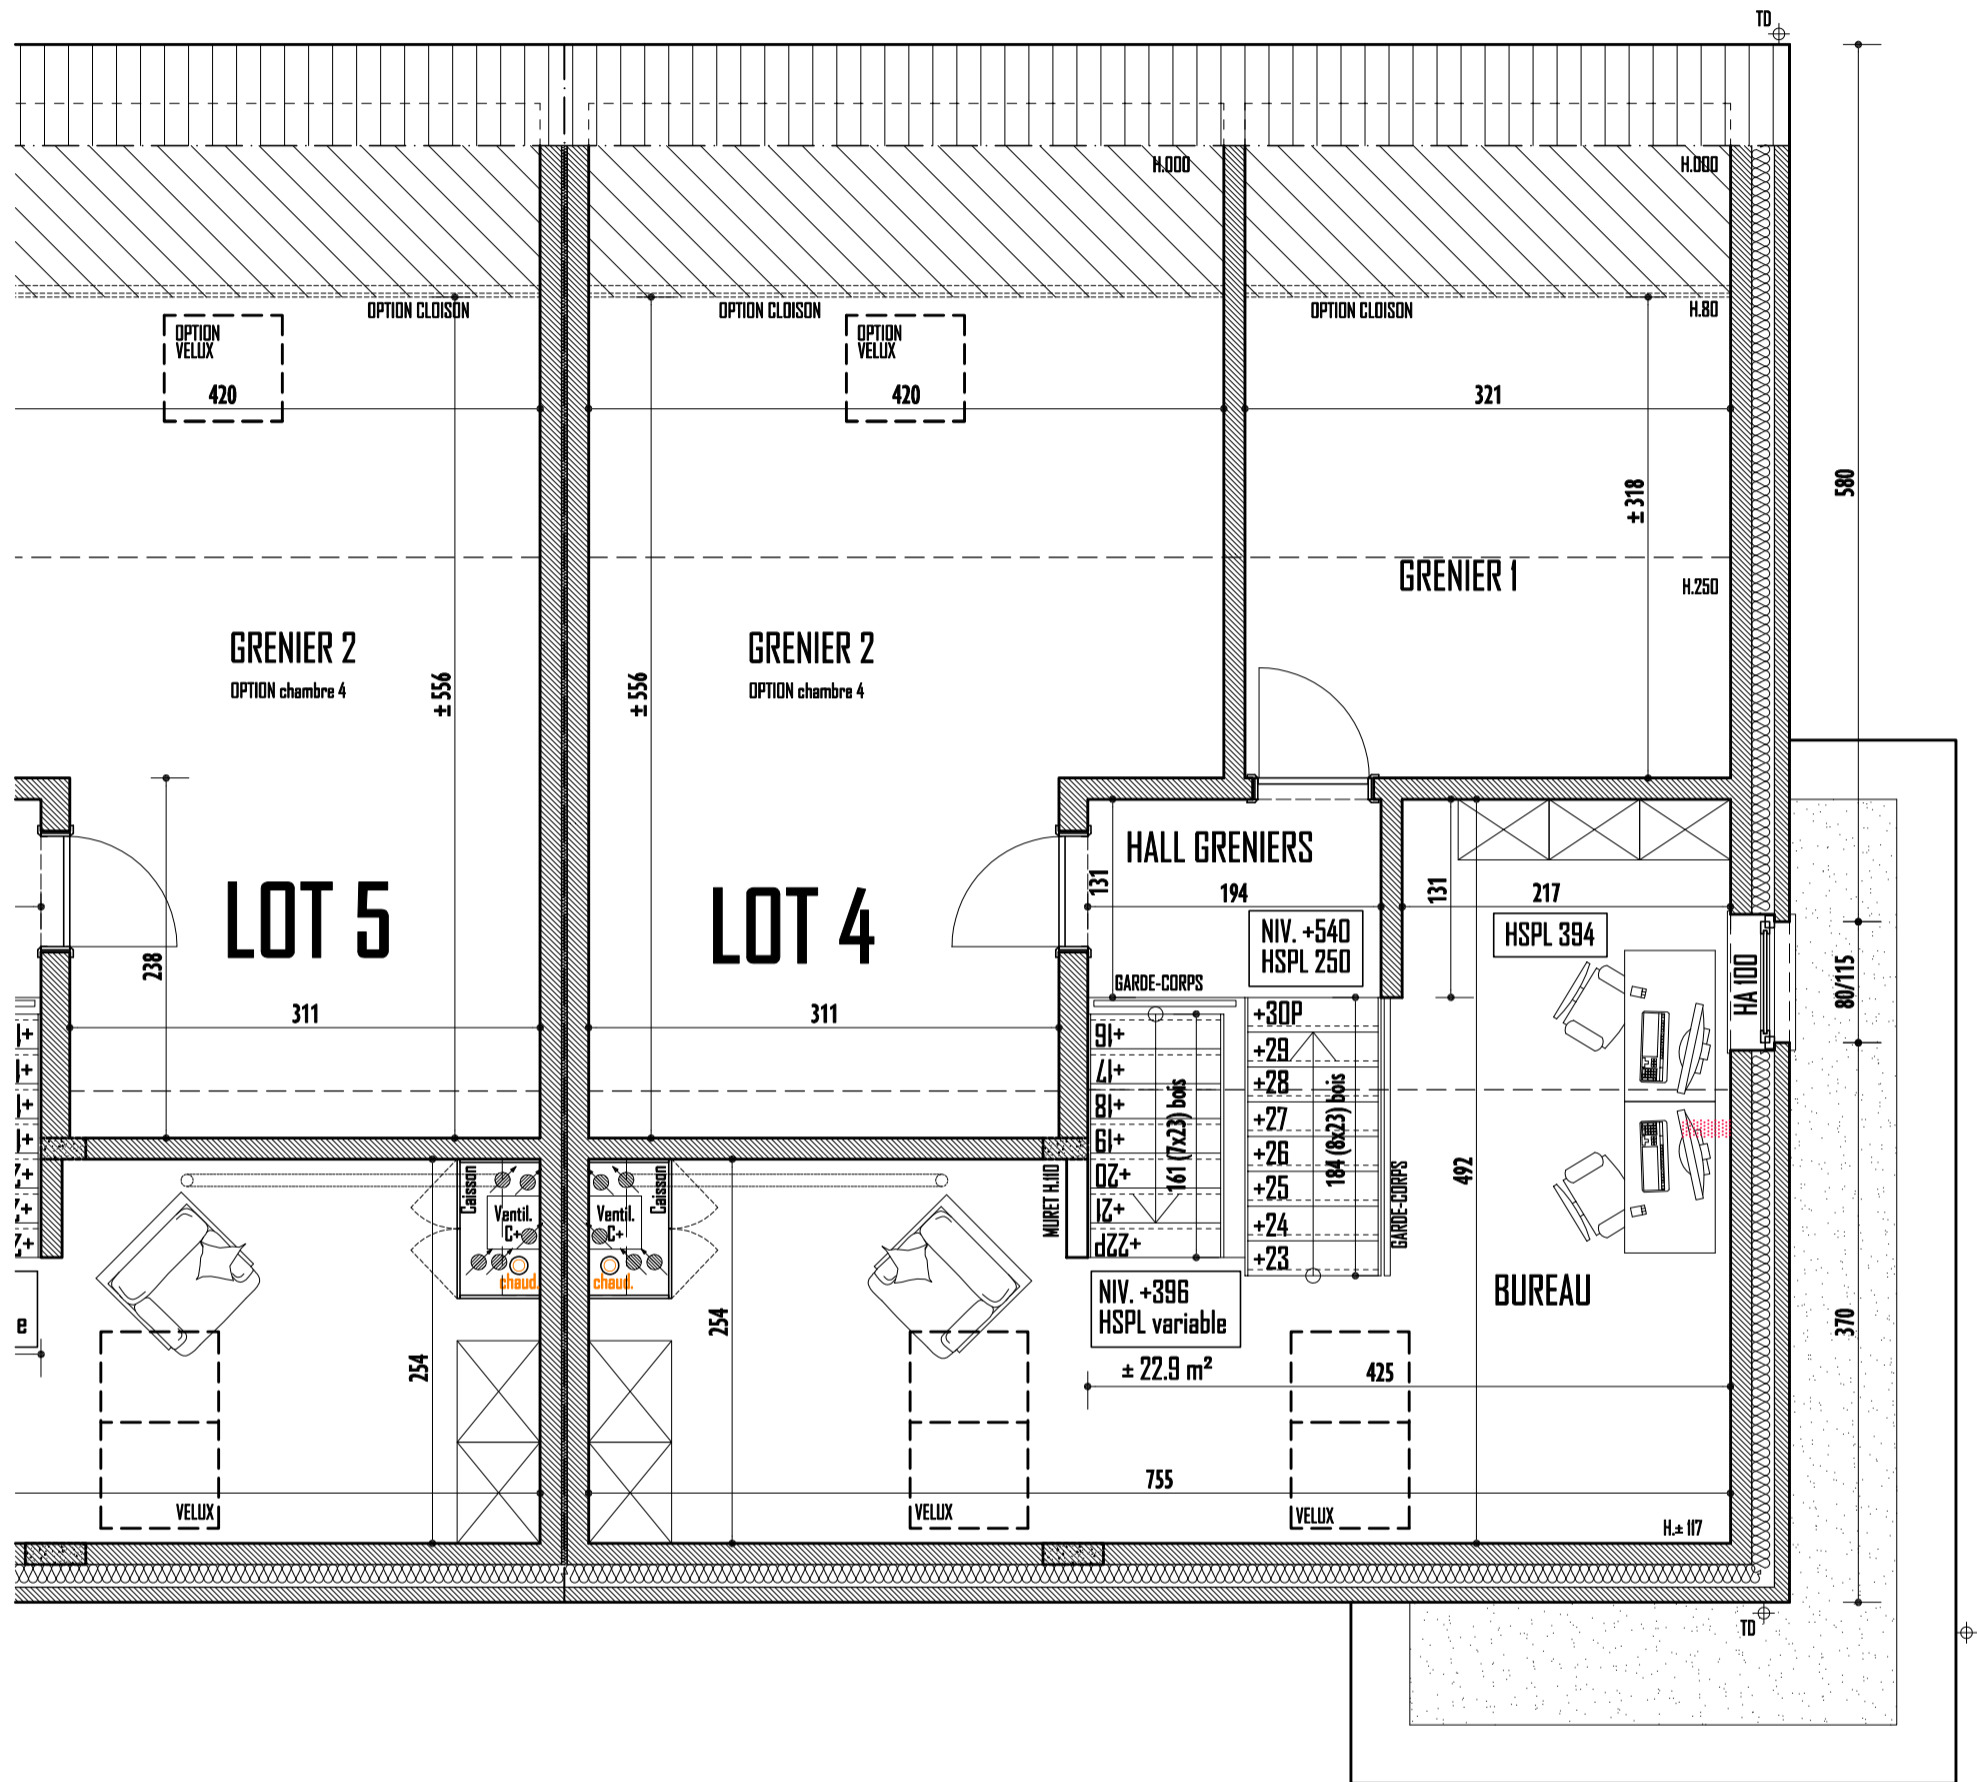 TD
H.000
H.000
OPTION CLOISON
OPTION CLOISON
OPTION CLOISON
H.80
OPTION
VELUX
420
OPTION
VELUX
420
321
580
± 318
GRENIER 1
H.250
GRENIER 2
OPTION chambre 4
± 556
± 556
GRENIER 2
OPTION chambre 4
LOT 5
LOT 4
238
311
311
HALL GRENIERS
131
194
131
217
NIV. +540
HSPL 250
HSPL 394
HA 100
80/115
GARDE-CORPS
+16
+17
+18
+19
+20
+21
+22P
161 (7x23) bois
+30P
+29
+28
+27
+26
+25
+24
+23
184 (8x23) bois
GARDE-CORPS
492
MURET H.110
Caisson
Ventil.
C+
chaud.
Caisson
Ventil.
C+
chaud.
BUREAU
NIV. +396
HSPL variable
± 22.9 m²
425
254
254
370
755
VELUX
VELUX
VELUX
H.± 117
TD